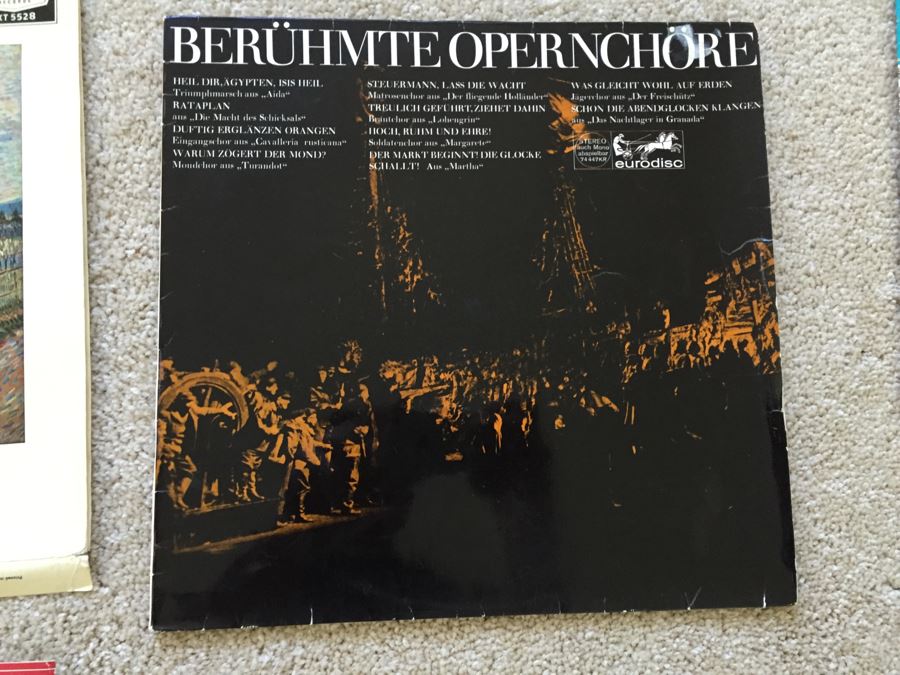 XT 5528
BERÜHMTE OPERNCHÖRE
HEIL DIR, ÄGYPTEN, ISIS HEIL
Triumphmarsch aus „Aida“
RATAPLAN
aus „Die Macht des Schicksals“
DUFTIG ERGLÄNZEN ORANGEN
Eingangschor aus „Cavalleria rusticana“
WARUM ZÖGERT DER MOND?
Mondchor aus „Turandot“
STEUERMANN, LASS DIE WACHT
Matrosenchor aus „Der fliegende Holländer“
TREULICH GEFÜHRT, ZIEHET DAHIN
Brautchor aus „Lohengrin“
HOCH, RUHM UND EHRE!
Soldatenchor aus „Margarete“
DER MARKT BEGINNT! DIE GLOCKE
SCHALLT! Aus „Martha“
WAS GLEICHT WOHL AUF ERDEN
Jägerchor aus „Der Freischütz“
SCHON DIE ABENDGLOCKEN KLANGEN
aus „Das Nachtlager in Granada“
STEREO
auch Mono
abspielbar
74 447 KR
eurodisc